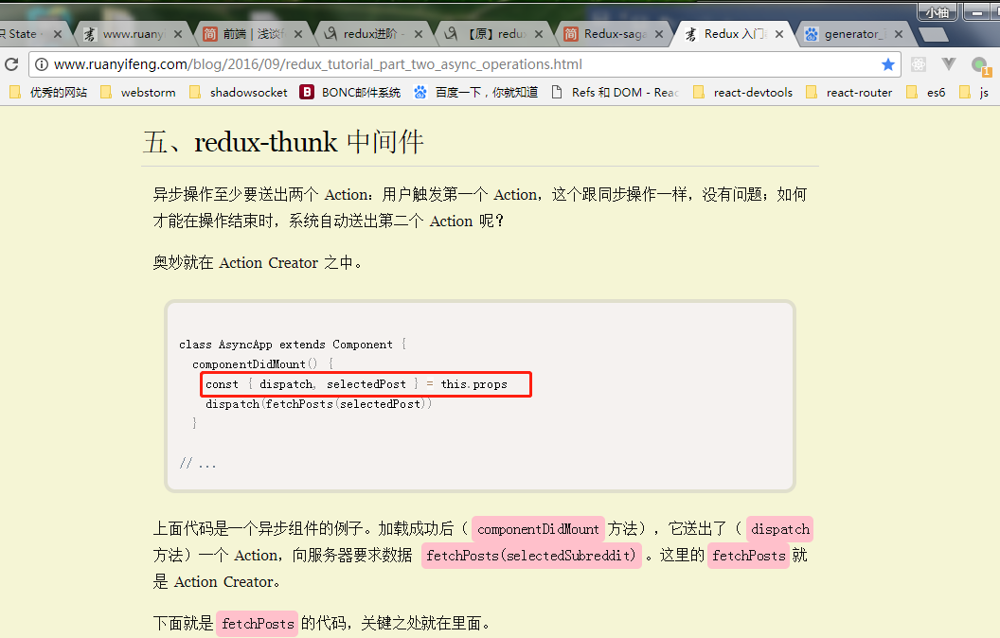 小袖
只 State
www.ruany
前端 | 浅谈
redux进阶 -
【原】redux
Redux-saga
Redux 入门
generator_
www.ruanyifeng.com/blog/2016/09/redux_tutorial_part_two_async_operations.html
优秀的网站
webstorm
shadowsocket
B BONC邮件系统
百度一下，你就知道
Refs 和 DOM - Reac
react-devtools
react-router
es6
js
五、redux-thunk 中间件
异步操作至少要送出两个 Action：用户触发第一个 Action，这个跟同步操作一样，没有问题；如何
才能在操作结束时，系统自动送出第二个 Action 呢？
奥妙就在 Action Creator 之中。
class AsyncApp extends Component {
componentDidMount() {
const { dispatch, selectedPost } = this.props
dispatch(fetchPosts(selectedPost))
}
// ...
上面代码是一个异步组件的例子。加载成功后（ componentDidMount 方法），它送出了（ dispatch
方法）一个 Action，向服务器要求数据 fetchPosts(selectedSubreddit) 。这里的 fetchPosts 就
是 Action Creator。
下面就是 fetchPosts 的代码，关键之处就在里面。